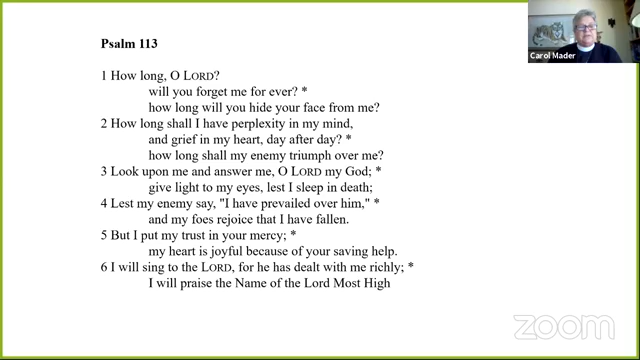 Psalm 113
1 How long, O LORD?
will you forget me for ever? *
how long will you hide your face from me?
2 How long shall I have perplexity in my mind,
and grief in my heart, day after day? *
how long shall my enemy triumph over me?
3 Look upon me and answer me, O LORD my God; *
give light to my eyes, lest I sleep in death;
4 Lest my enemy say, "I have prevailed over him," *
and my foes rejoice that I have fallen.
5 But I put my trust in your mercy; *
my heart is joyful because of your saving help.
6 I will sing to the LORD, for he has dealt with me richly; *
I will praise the Name of the Lord Most High
Carol Mader
zoom